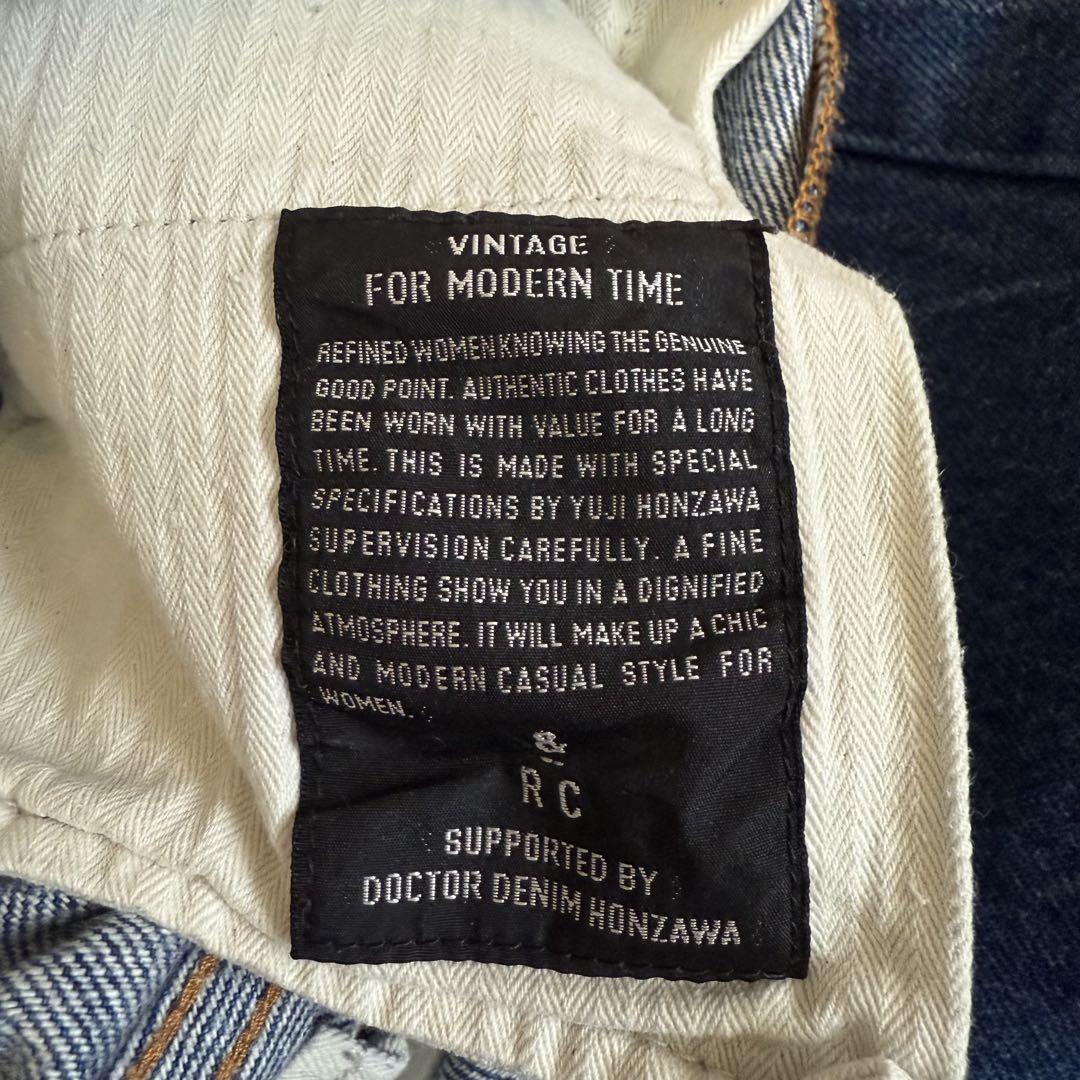 VINTAGE
FOR MODERN TIME
REFINED WOMEN KNOWING THE GENUINE
GOOD POINT. AUTHENTIC CLOTHES HAVE
BEEN WORN WITH VALUE FOR A LONG
TIME. THIS IS MADE WITH SPECIAL
SPECIFICATIONS BY YUJI HONZAWA
SUPERVISION CAREFULLY. A FINE
CLOTHING SHOW YOU IN A DIGNIFIED
ATMOSPHERE. IT WILL MAKE UP A CHIC
AND MODERN CASUAL STYLE FOR
WOMEN.
&
RC
SUPPORTED BY
DOCTOR DENIM HONZAWA